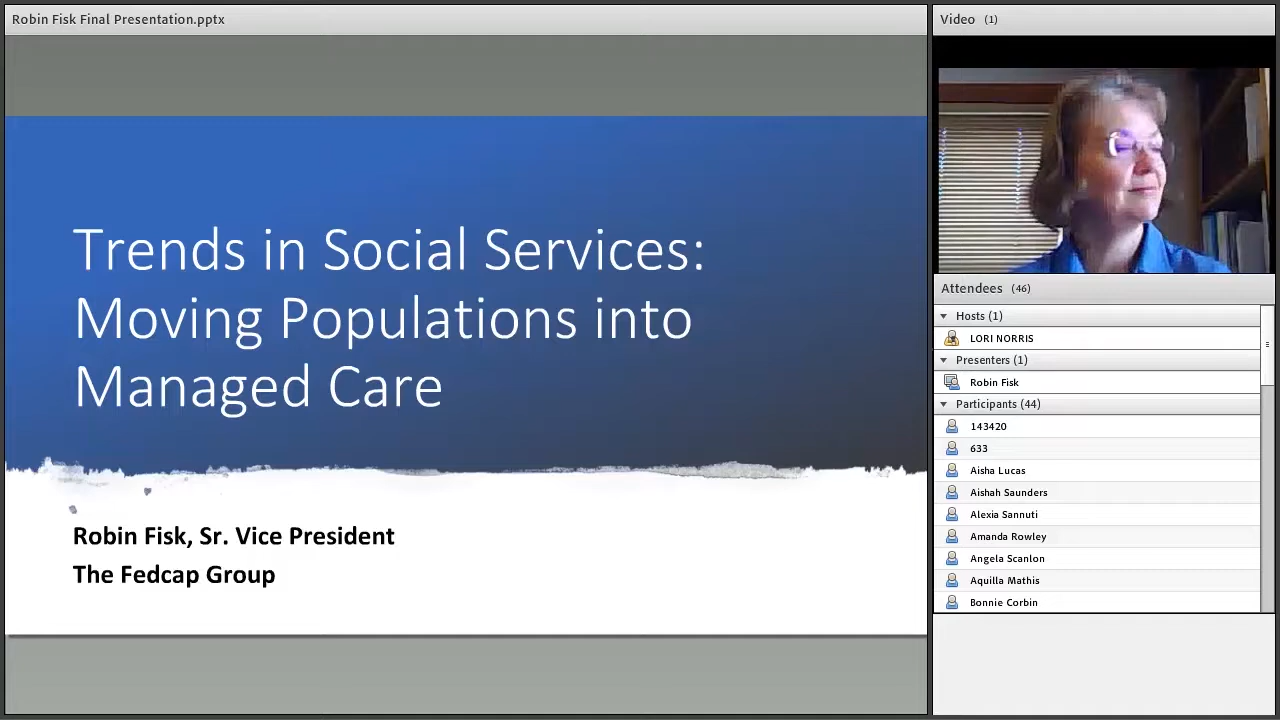 Robin Fisk Final Presentation.pptx
Trends in Social Services:
Moving Populations into
Managed Care
Robin Fisk, Sr. Vice President
The Fedcap Group
Video (1)
Attendees (46)
Hosts (1)
LORI NORRIS
Presenters (1)
Robin Fisk
Participants (44)
143420
633
Aisha Lucas
Aishah Saunders
Alexia Sannuti
Amanda Rowley
Angela Scanlon
Aquilla Mathis
Bonnie Corbin